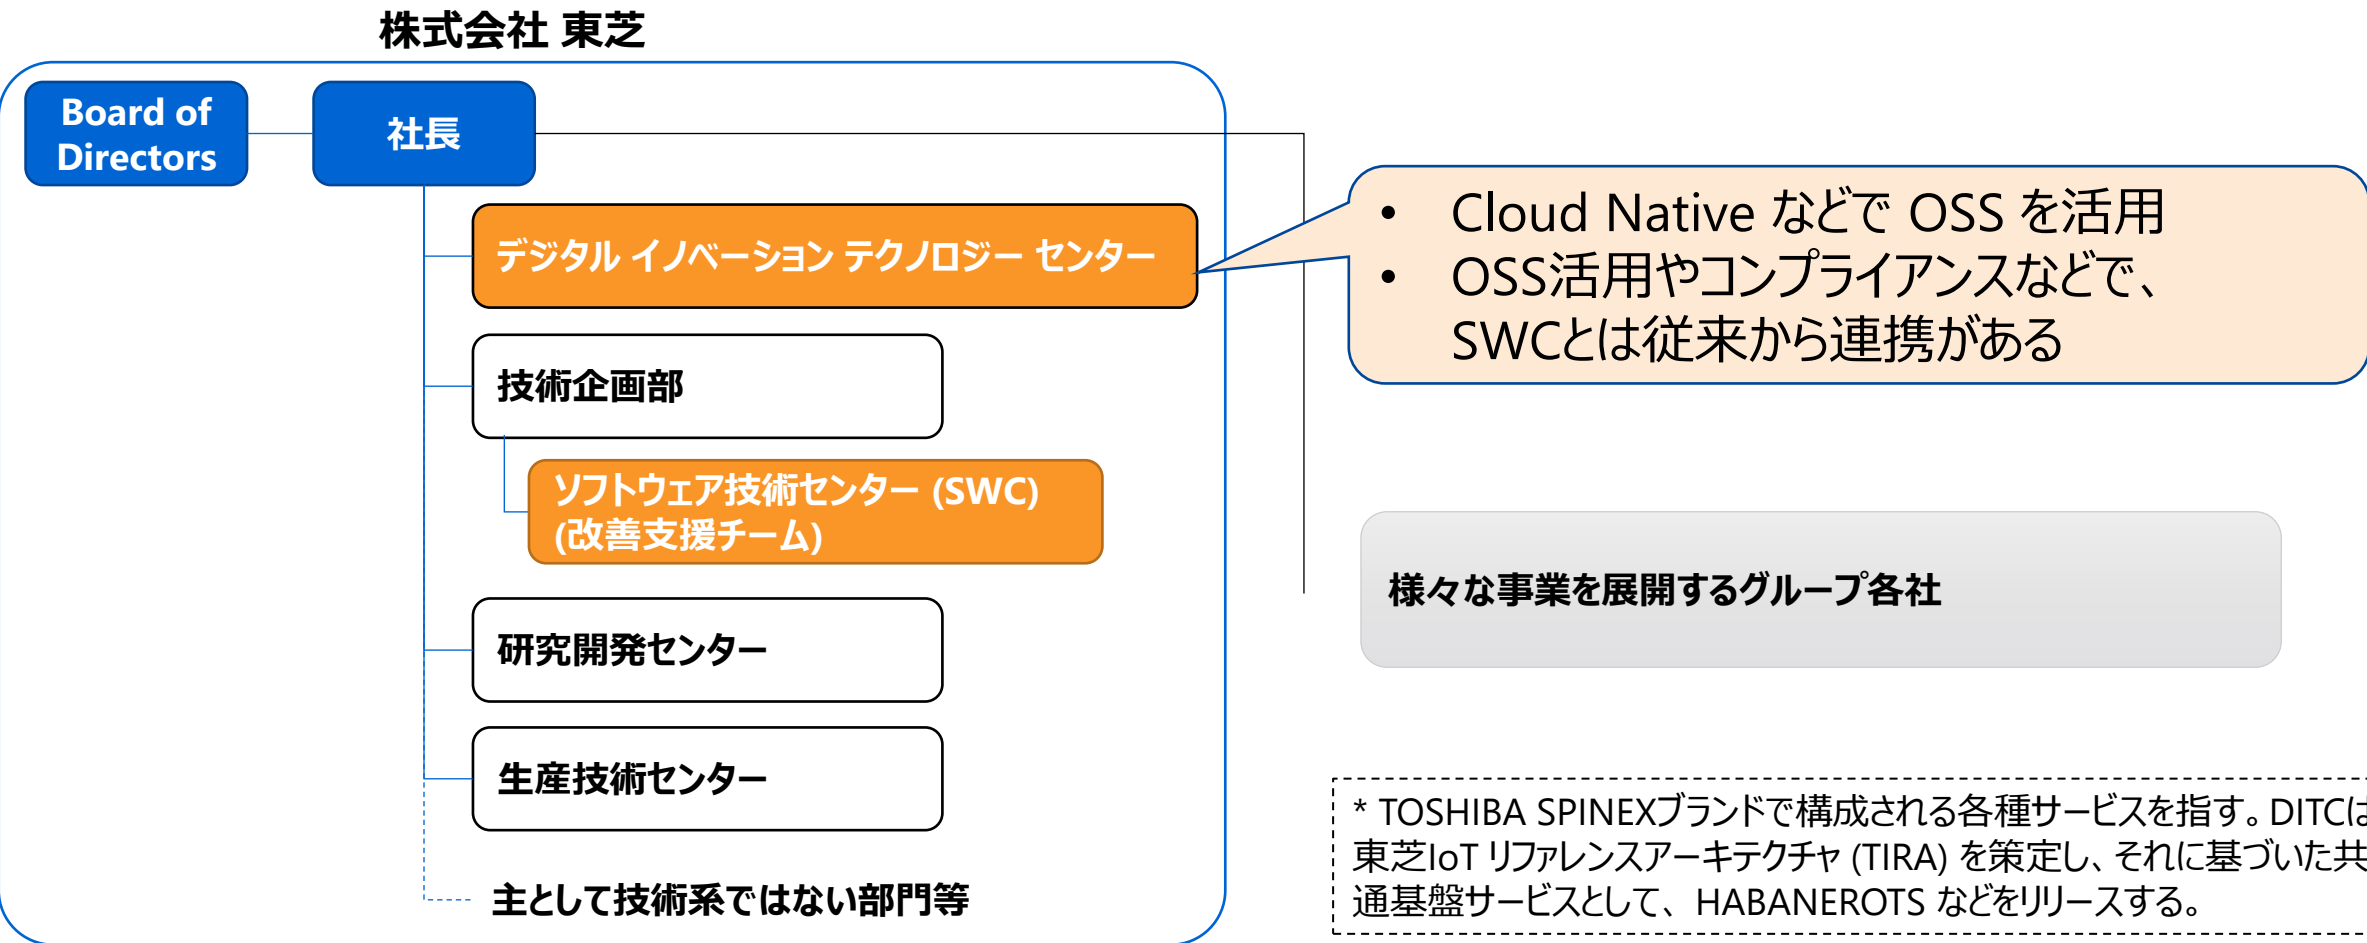 株式会社 東芝
Board of
Directors
社長
デジタル イノベーション テクノロジー センター
技術企画部
ソフトウェア技術センター (SWC)
(改善支援チーム)
研究開発センター
生産技術センター
主として技術系ではない部門等
• Cloud Native などで OSS を活用
• OSS活用やコンプライアンスなどで、
SWCとは従来から連携がある
様々な事業を展開するグループ各社
* TOSHIBA SPINEXブランドで構成される各種サービスを指す。DITCは
東芝IoT リファレンスアーキテクチャ (TIRA) を策定し、それに基づいた共
通基盤サービスとして、HABANEROTS などをリリースする。